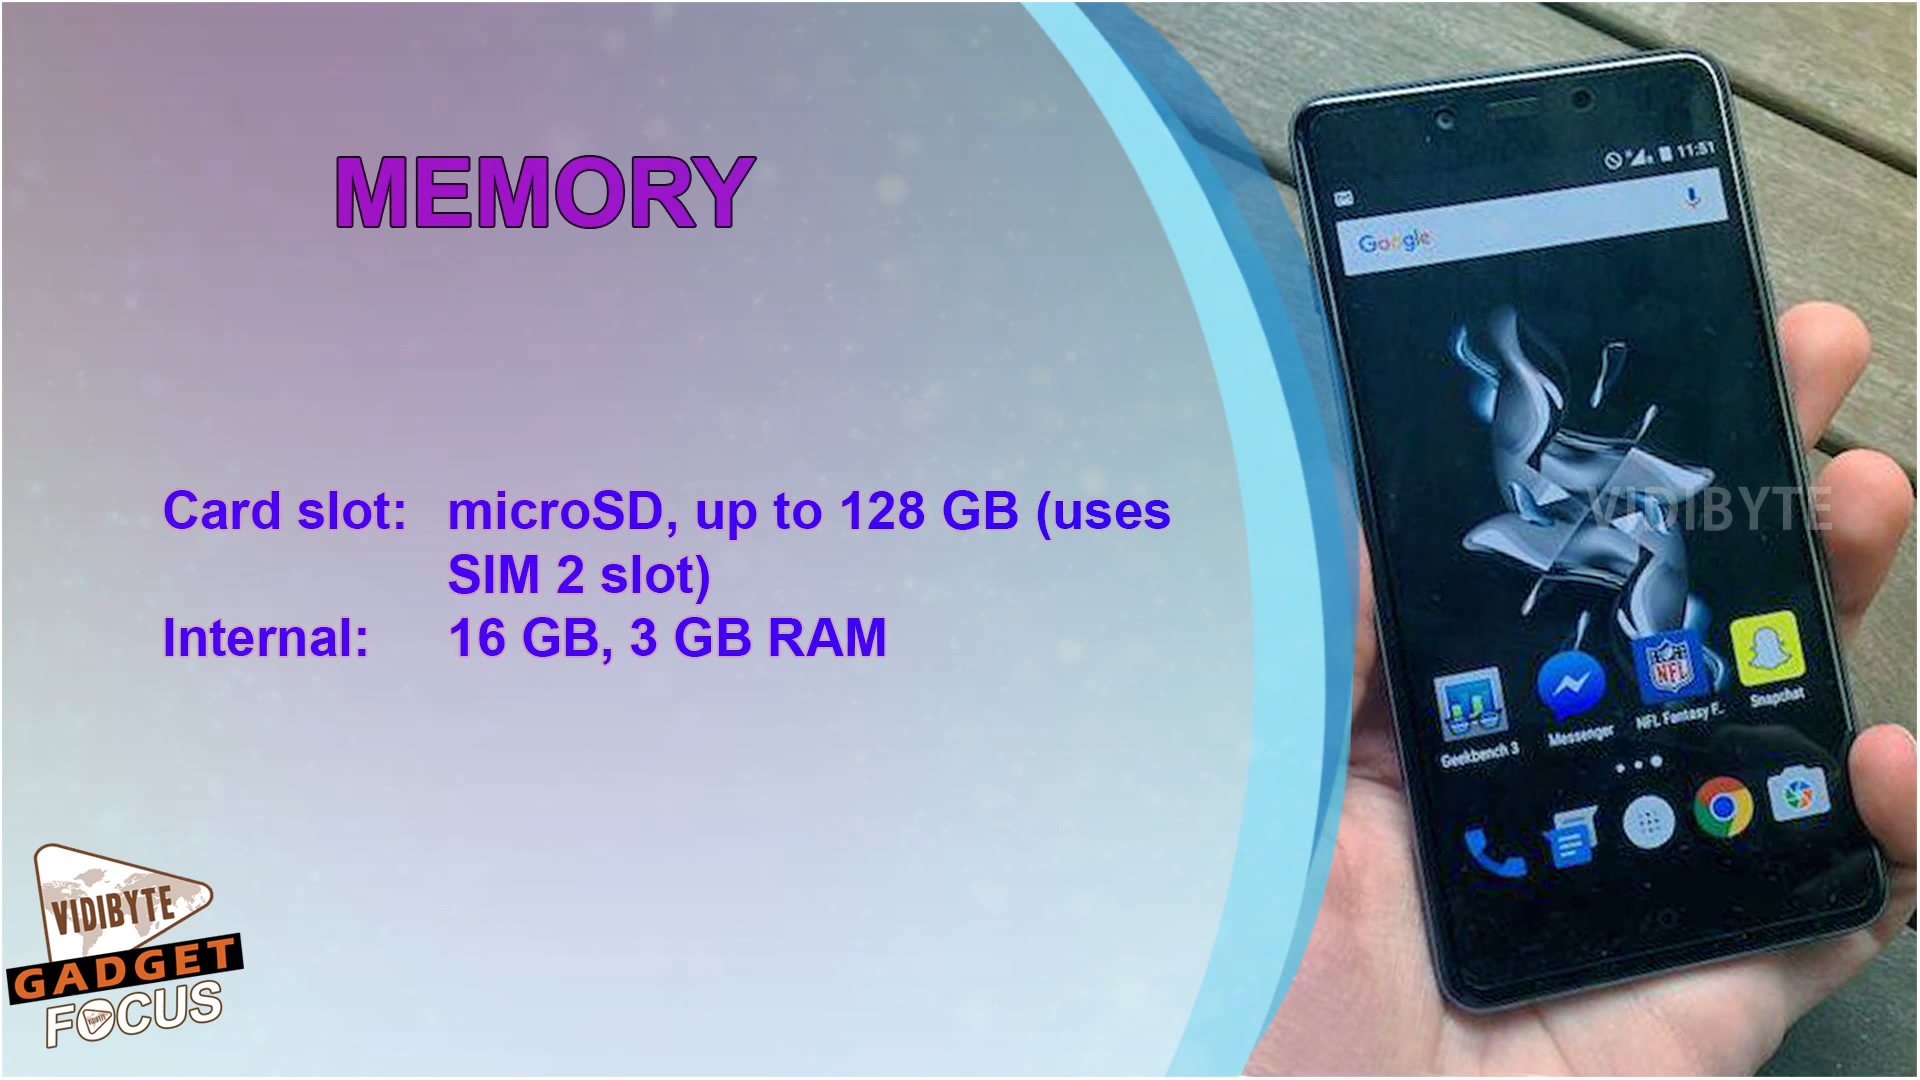 MEMORY
Card slot: microSD, up to 128 GB (uses
SIM 2 slot)
Internal: 16 GB, 3 GB RAM
11:51
Google
VIDIBYTE
Geekbench 3
Messenger
NFL
NFL Fantasy F..
Snapchat
VIDIBYTE
GADGET
FOCUS